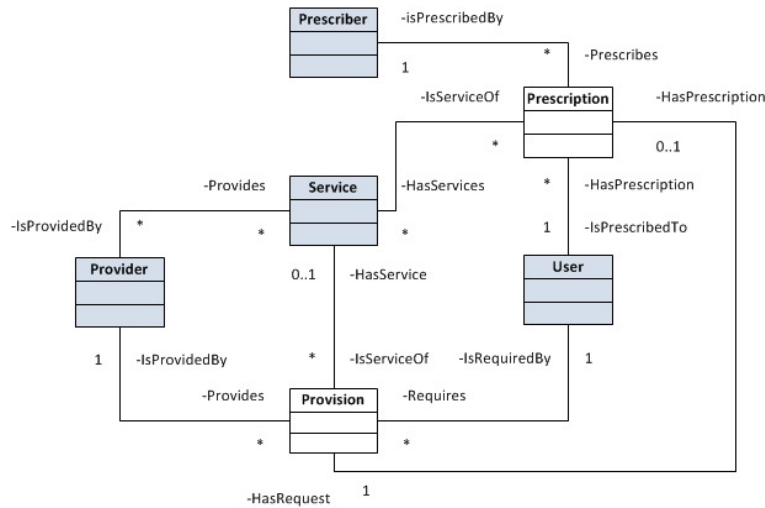 Prescriber
-isPrescribedBy
1
*
-Prescribes
-IsServiceOf
Prescription
-HasPrescription
*
0..1
-Provides
Service
-HasServices
*
-HasPrescription
-IsProvidedBy
*
*
*
1
-IsPrescribedTo
Provider
0..1
-HasService
User
1
-IsProvidedBy
*
-IsServiceOf
-IsRequiredBy
1
-Provides
Provision
-Requires
*
*
-HasRequest
1